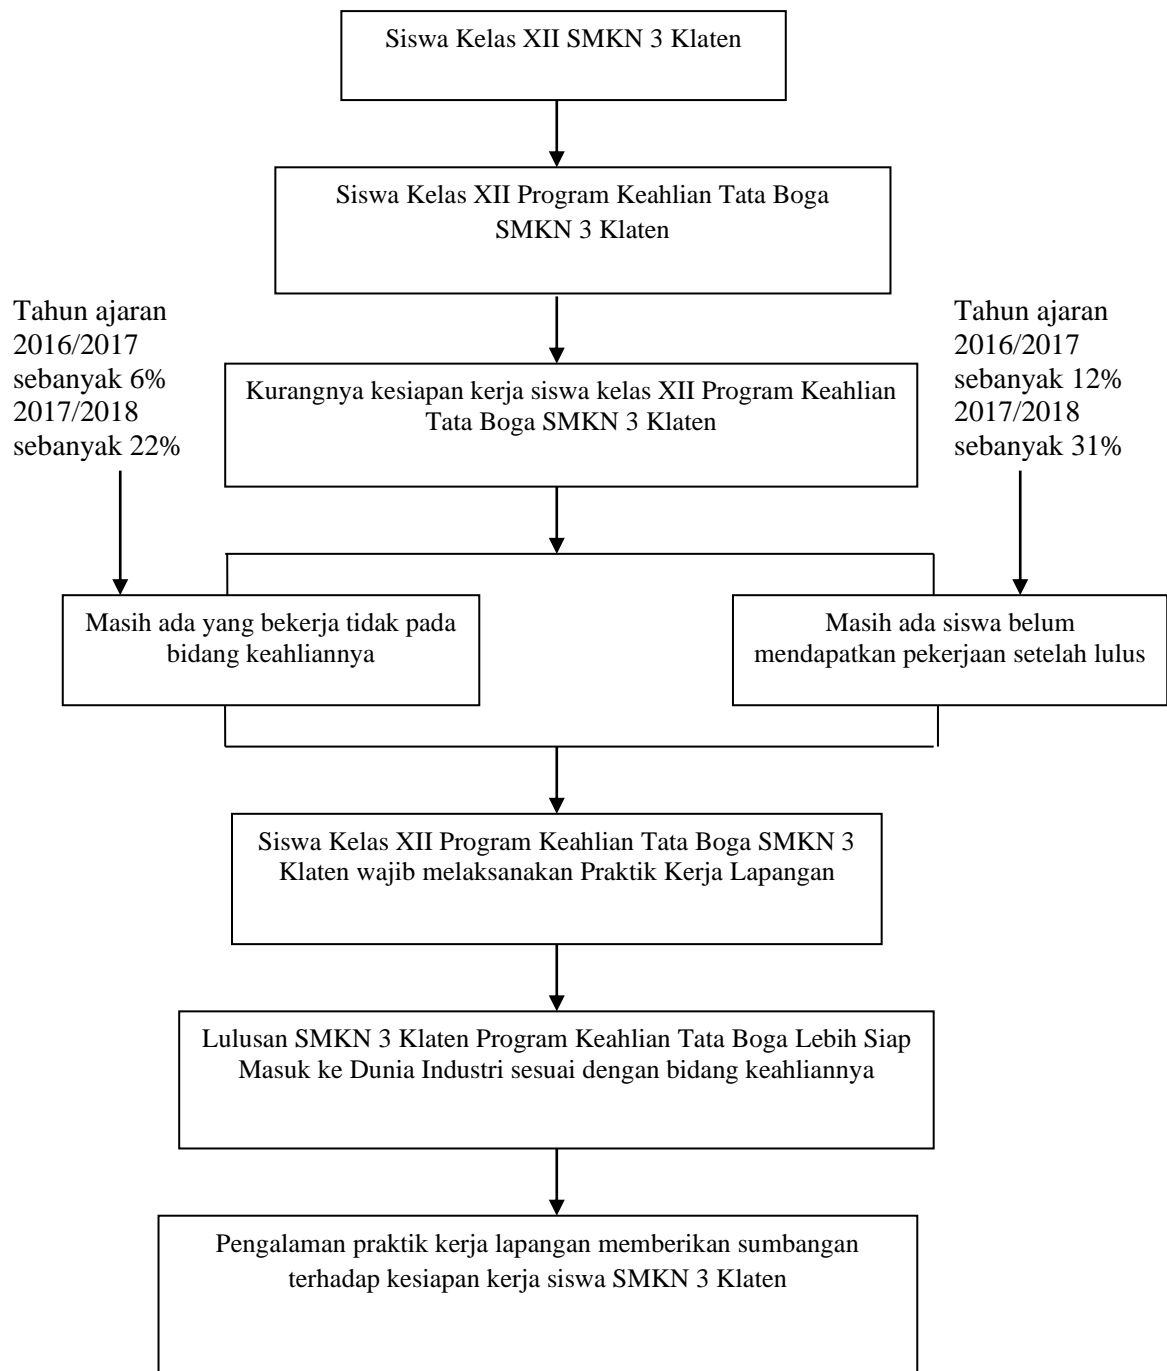 Siswa Kelas XII SMKN 3 Klaten
Siswa Kelas XII Program Keahlian Tata Boga
SMKN 3 Klaten
Tahun ajaran
2016/2017
sebanyak 6%
2017/2018
sebanyak 22%
Tahun ajaran
2016/2017
sebanyak 12%
2017/2018
sebanyak 31%
Kurangnya kesiapan kerja siswa kelas XII Program Keahlian
Tata Boga SMKN 3 Klaten
Masih ada yang bekerja tidak pada
bidang keahliannya
Masih ada siswa belum
mendapatkan pekerjaan setelah lulus
Siswa Kelas XII Program Keahlian Tata Boga SMKN 3
Klaten wajib melaksanakan Praktik Kerja Lapangan
Lulusan SMKN 3 Klaten Program Keahlian Tata Boga Lebih Siap
Masuk ke Dunia Industri sesuai dengan bidang keahliannya
Pengalaman praktik kerja lapangan memberikan sumbangan
terhadap kesiapan kerja siswa SMKN 3 Klaten